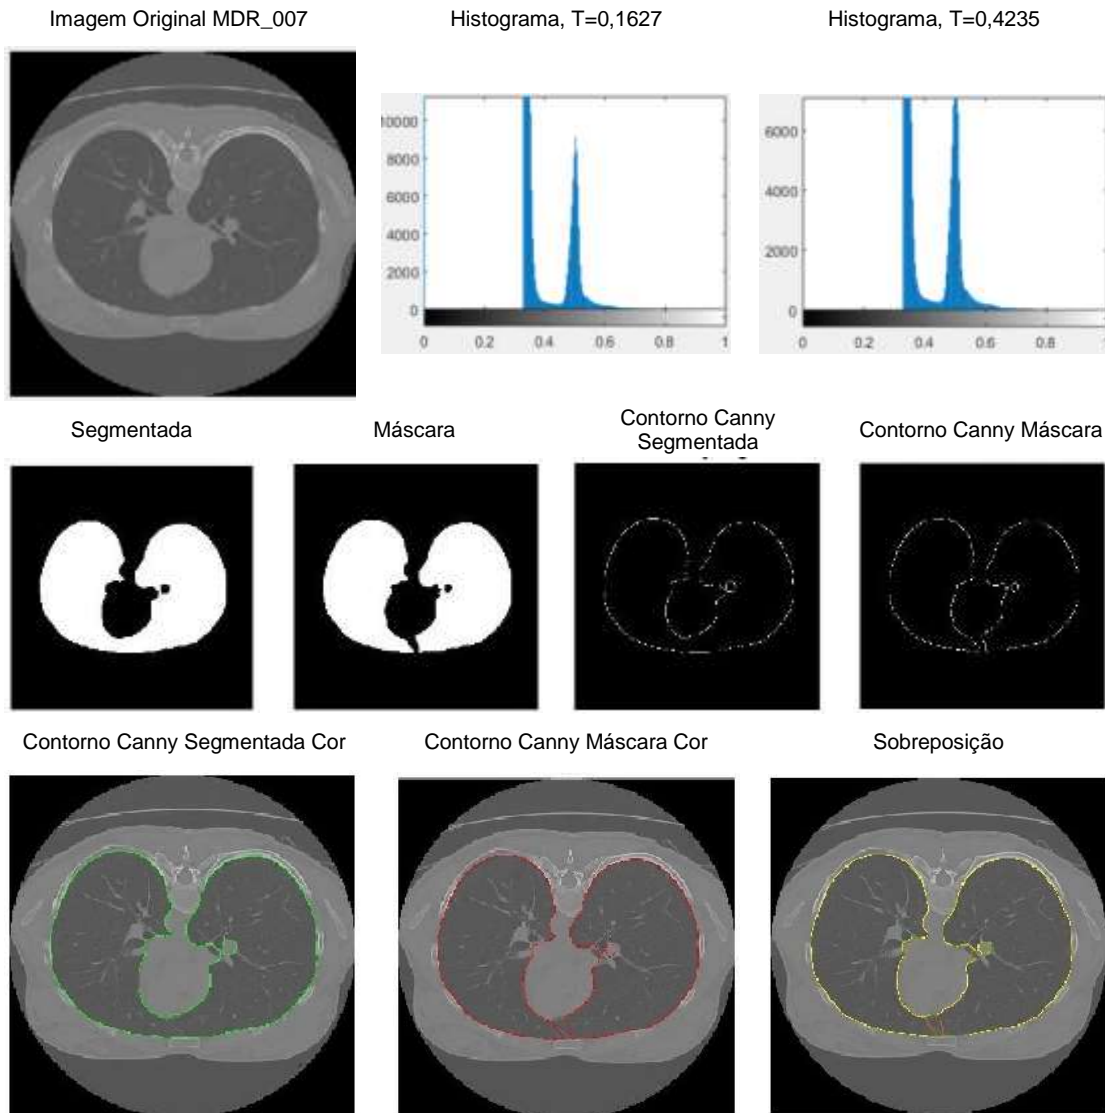 Imagem Original MDR_007
Histograma, T=0,1627
Histograma, T=0,4235
10000
8000
6000
4000
2000
0
0 0.2 0.4 0.6 0.8 1
6000
4000
2000
0
0 0.2 0.4 0.6 0.8 1
Segmentada
Máscara
Contorno Canny
Segmentada
Contorno Canny Máscara
Contorno Canny Segmentada Cor
Contorno Canny Máscara Cor
Sobreposição